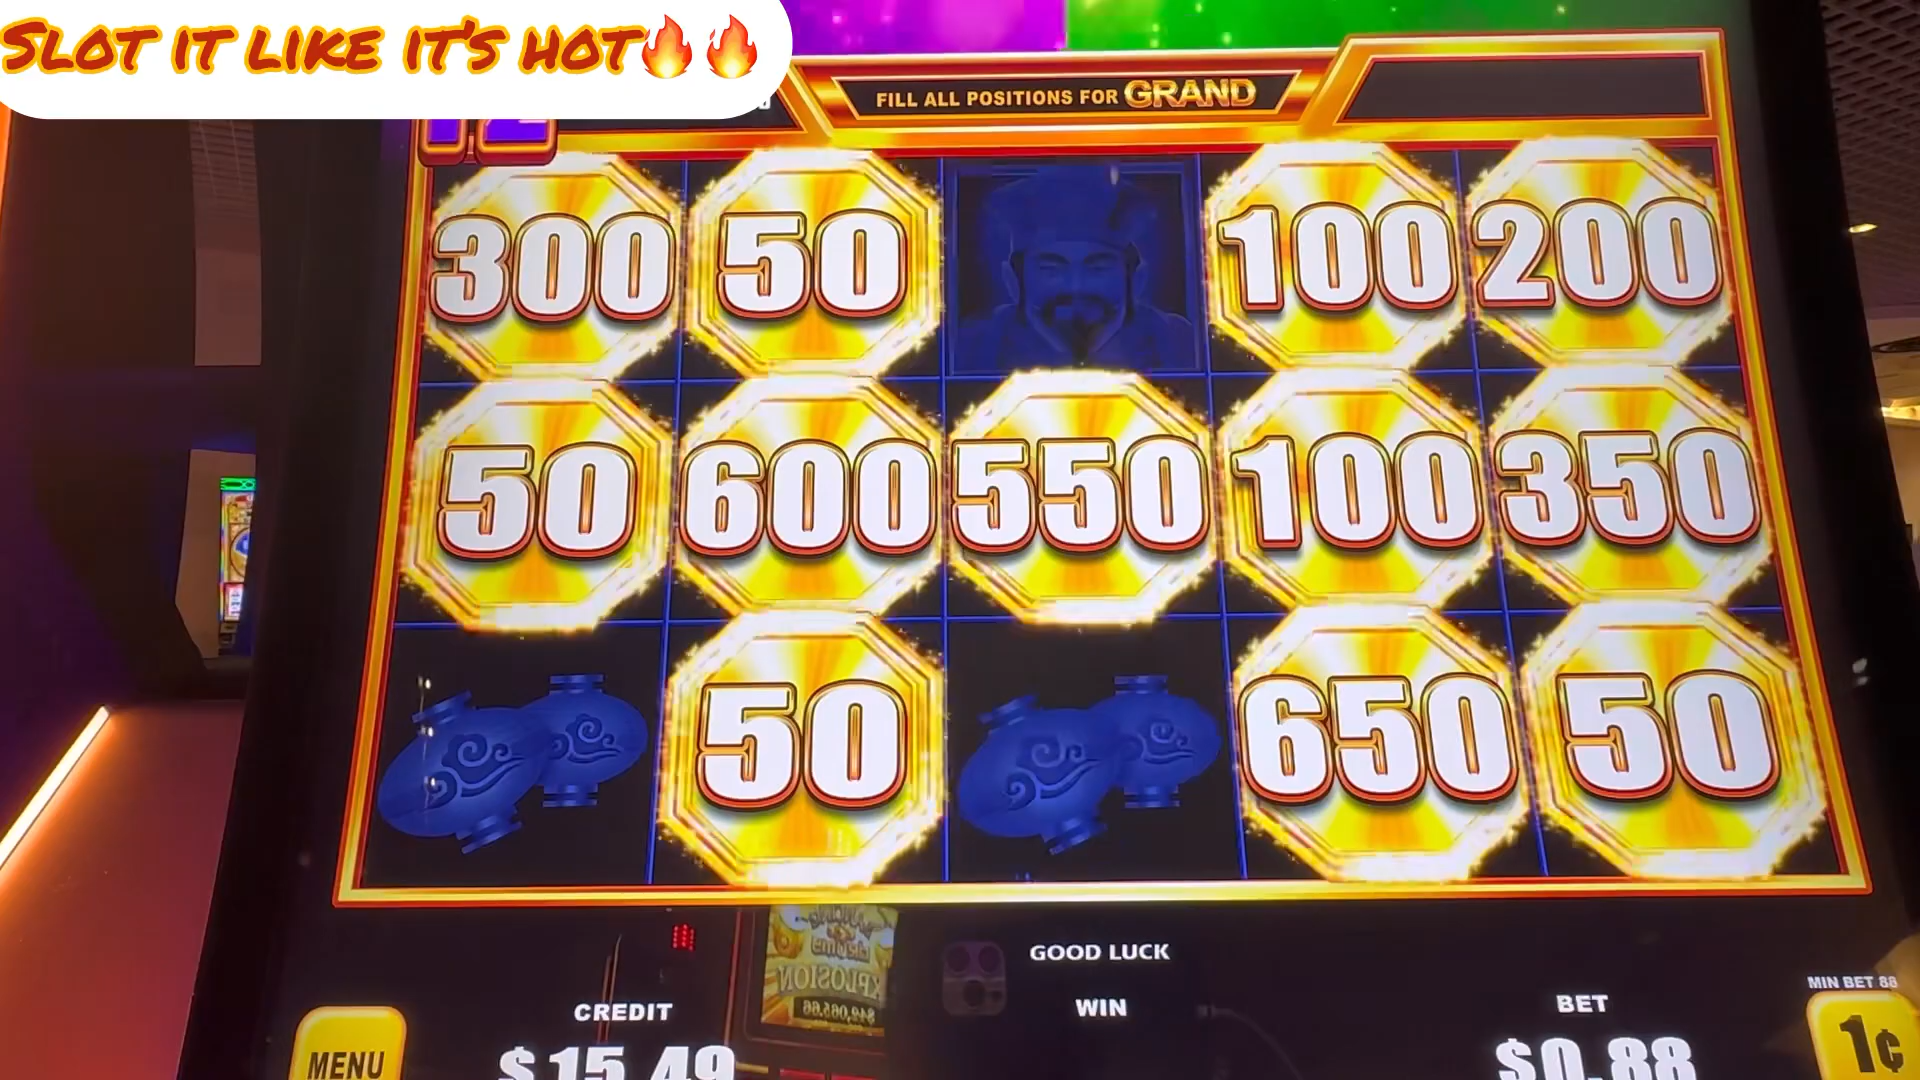 SLOT IT LIKE IT'S HOT🔥🔥
FILL ALL POSITIONS FOR GRAND
12
300 50 100 200
50 600 550 100 350
50 650 50
GOOD LUCK
CREDIT WIN BET MIN BET 88
MENU $15.49 $0.88 1¢